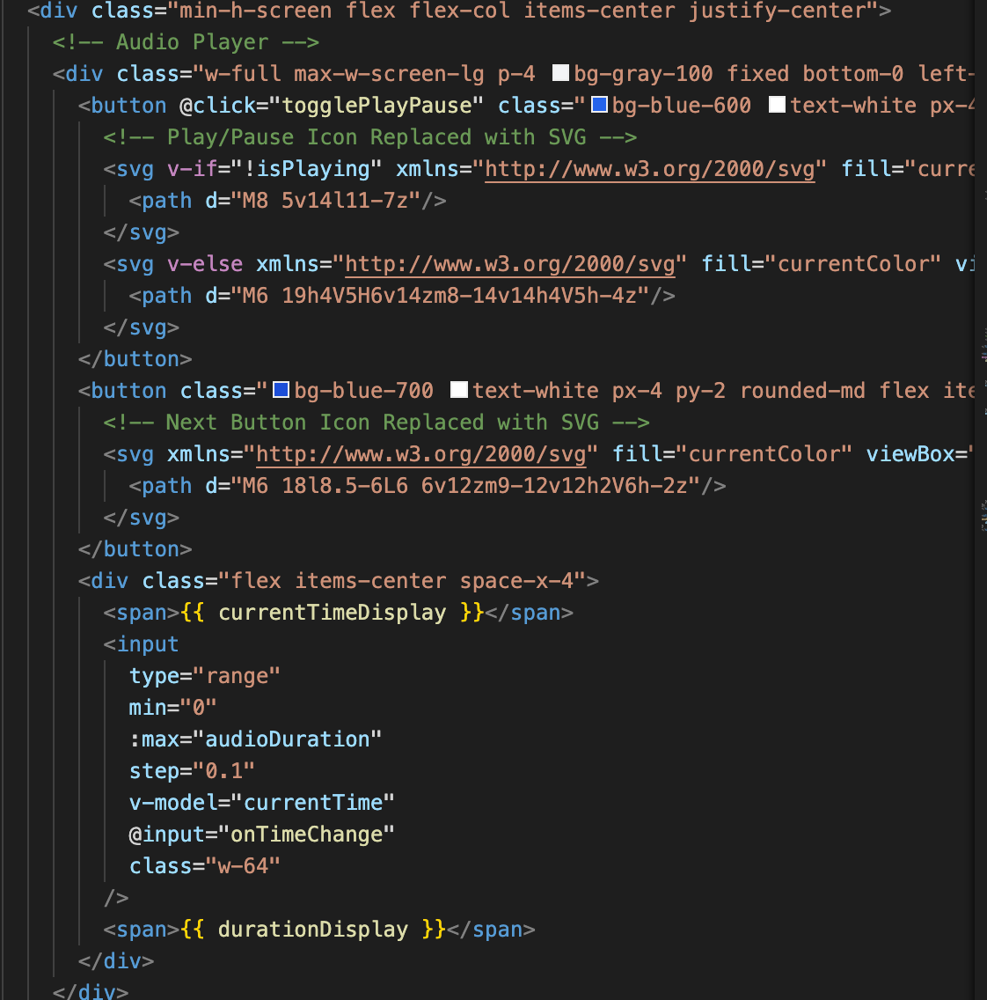 <div class="min-h-screen flex flex-col items-center justify-center">
<!-- Audio Player -->
<div class="w-full max-w-screen-lg p-4 bg-gray-100 fixed bottom-0 left-
<button @click="togglePlayPause" class="bg-blue-600 text-white px-4
<!-- Play/Pause Icon Replaced with SVG -->
<svg v-if="!isPlaying" xmlns="http://www.w3.org/2000/svg" fill="curre
<path d="M8 5v14l11-7z"/>
</svg>
<svg v-else xmlns="http://www.w3.org/2000/svg" fill="currentColor" vi
<path d="M6 19h4V5H6v14zm8-14v14h4V5h-4z"/>
</svg>
</button>
<button class="bg-blue-700 text-white px-4 py-2 rounded-md flex ite
<!-- Next Button Icon Replaced with SVG -->
<svg xmlns="http://www.w3.org/2000/svg" fill="currentColor" viewBox="
<path d="M6 18l8.5-6L6 6v12zm9-12v12h2V6h-2z"/>
</svg>
</button>
<div class="flex items-center space-x-4">
<span>{{ currentTimeDisplay }}</span>
<input
type="range"
min="0"
:max="audioDuration"
step="0.1"
v-model="currentTime"
@input="onTimeChange"
class="w-64"
/>
<span>{{ durationDisplay }}</span>
</div>
</div>